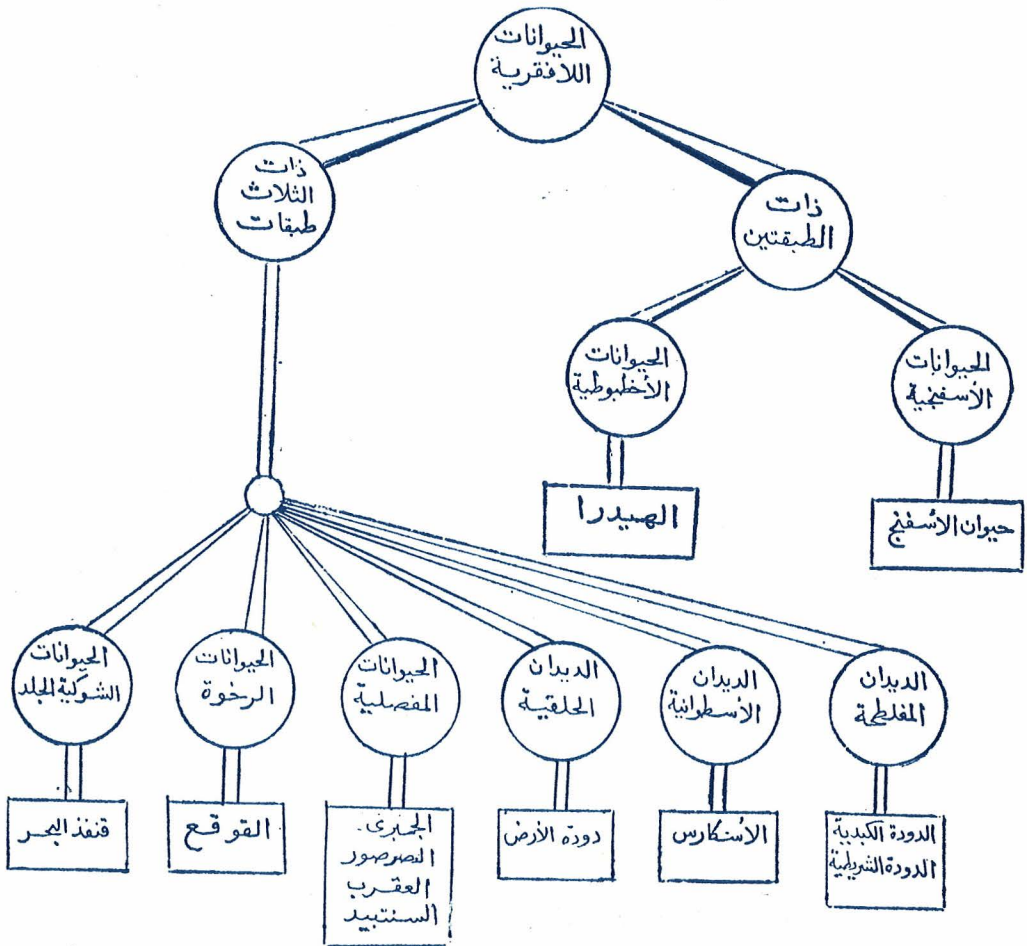 الحيوانات
اللافقرية
ذات
الطبقتين
ذات
الثلاث
طبقات
الحيوانات
الأسفنجية
الحيوانات
الأخطبوطية
حيوان الأسفنج
الهيدرا
الديدان
المفلطحة
الديدان
الأسطوانية
الديدان
الحلقية
الحيوانات
المفصلية
الحيوانات
الرخوة
الحيوانات
الشوكية الجلد
الدودة الكبدية
الدودة الشريطية
الأسكارس
دودة الأرض
الجمبرى.
الصرصور
العقرب
السنتبيد
القوقع
قنفذ البحر